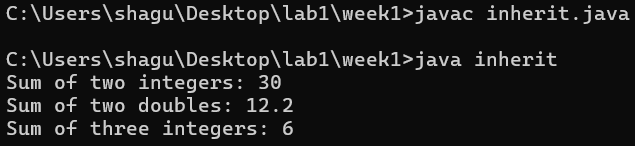 C:\Users\shagu\Desktop\lab1\week1>javac inherit.java
C:\Users\shagu\Desktop\lab1\week1>java inherit
Sum of two integers: 30
Sum of two doubles: 12.2
Sum of three integers: 6